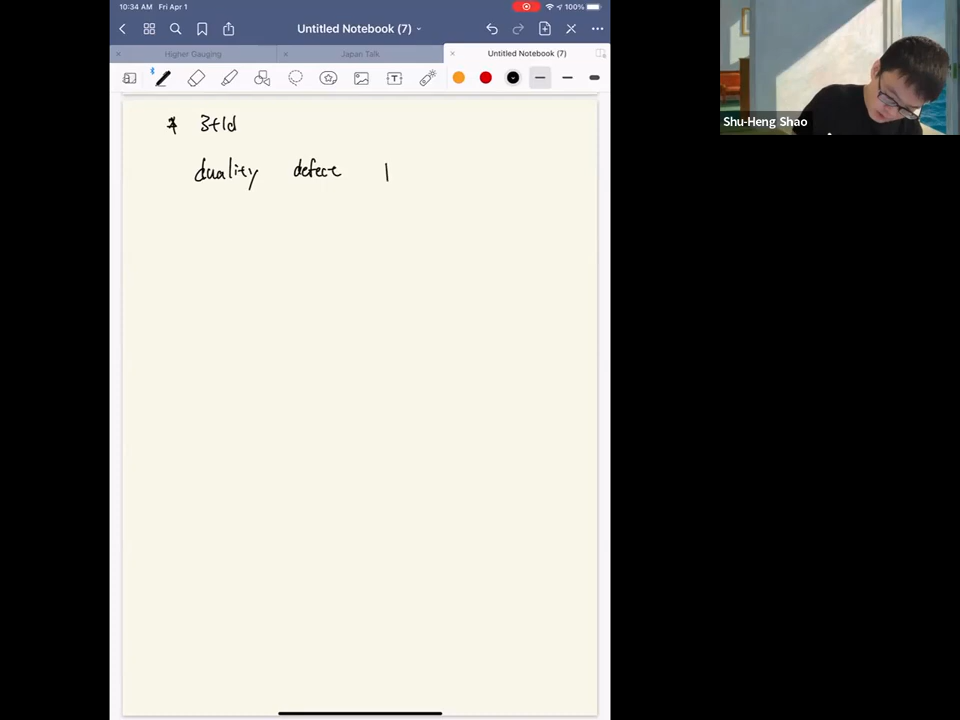 10:34 AM Fri Apr 1
100%
Untitled Notebook (7)
Higher Gauging
Japan Talk
Untitled Notebook (7)
Shu-Heng Shao
* 3+1d
duality defect |